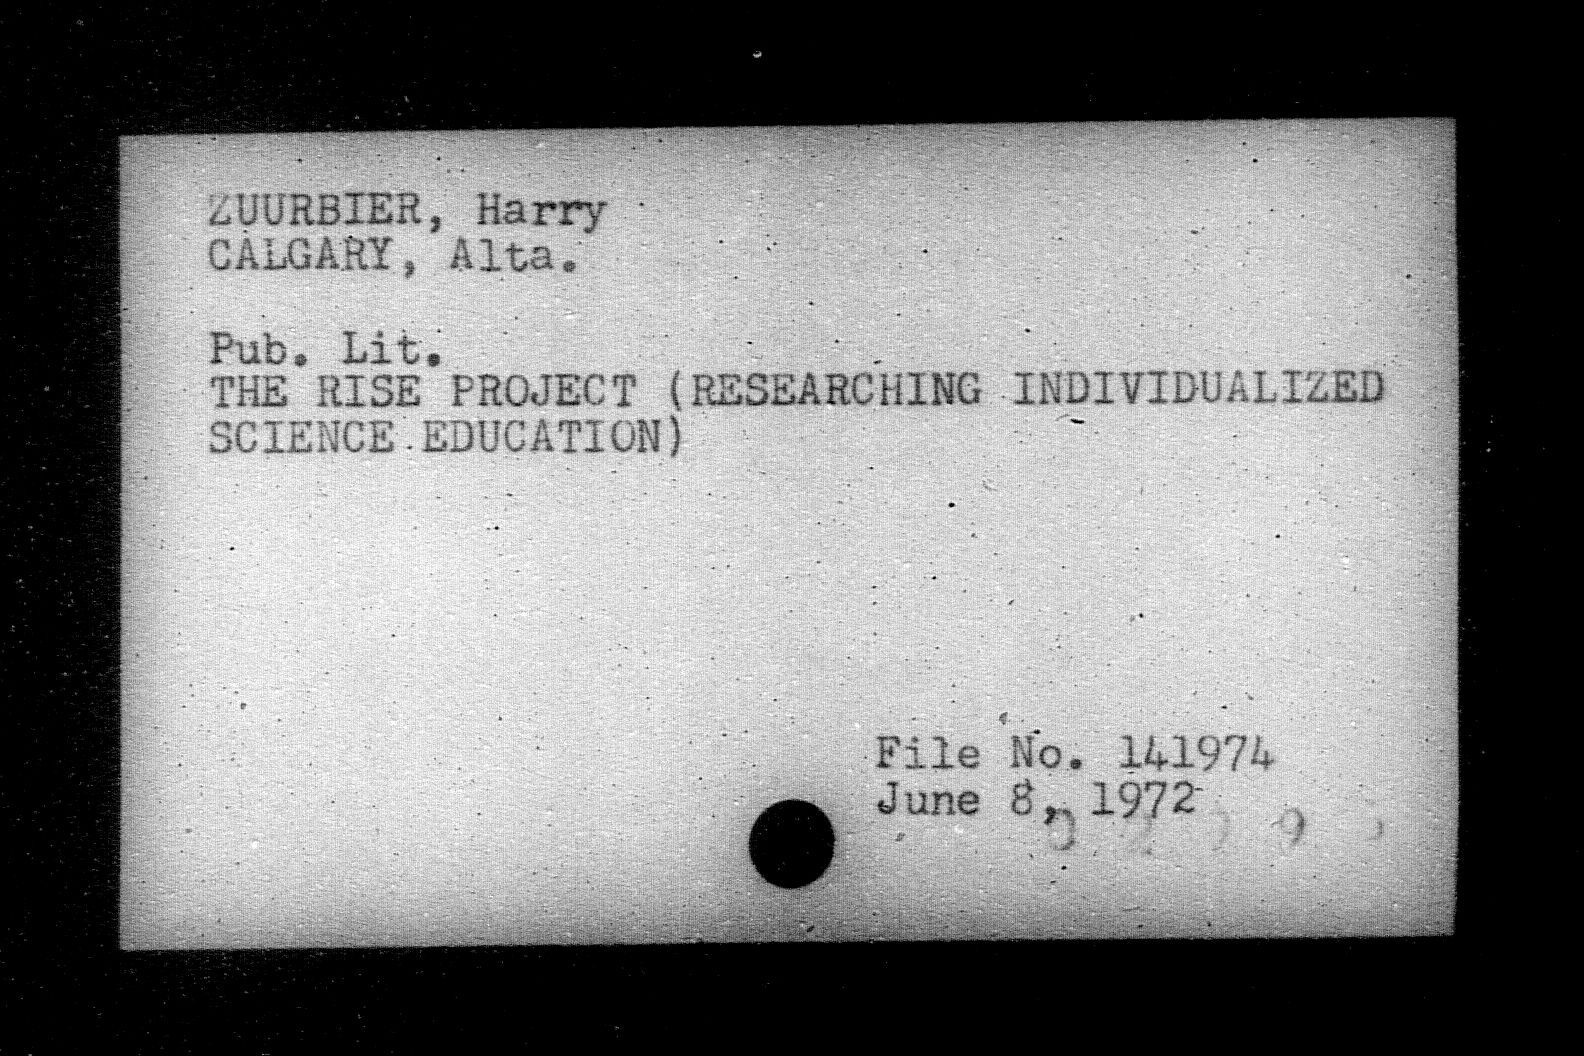 ZUURBIER, Harry
CALGARY, Alta.
Pub. Lit.
THE RISE PROJECT (RESEARCHING INDIVIDUALIZED
SCIENCE EDUCATION)
File No. 141974
June 8, 1972